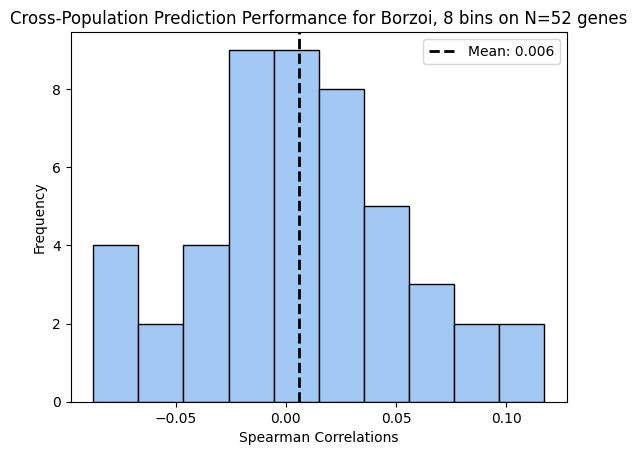 Cross-Population Prediction Performance for Borzoi, 8 bins on N=52 genes
Mean: 0.006
Frequency
8
6
4
2
0
−0.05
0.00
0.05
0.10
Spearman Correlations